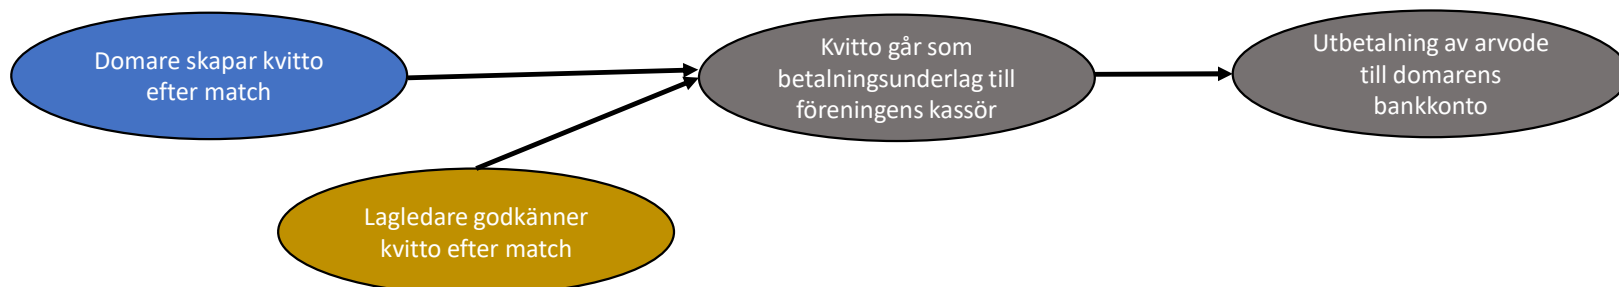 Domare skapar kvitto
efter match
Kvitto går som
betalningsunderlag till
föreningens kassör
Utbetalning av arvode
till domarens
bankkonto
Lagledare godkänner
kvitto efter match